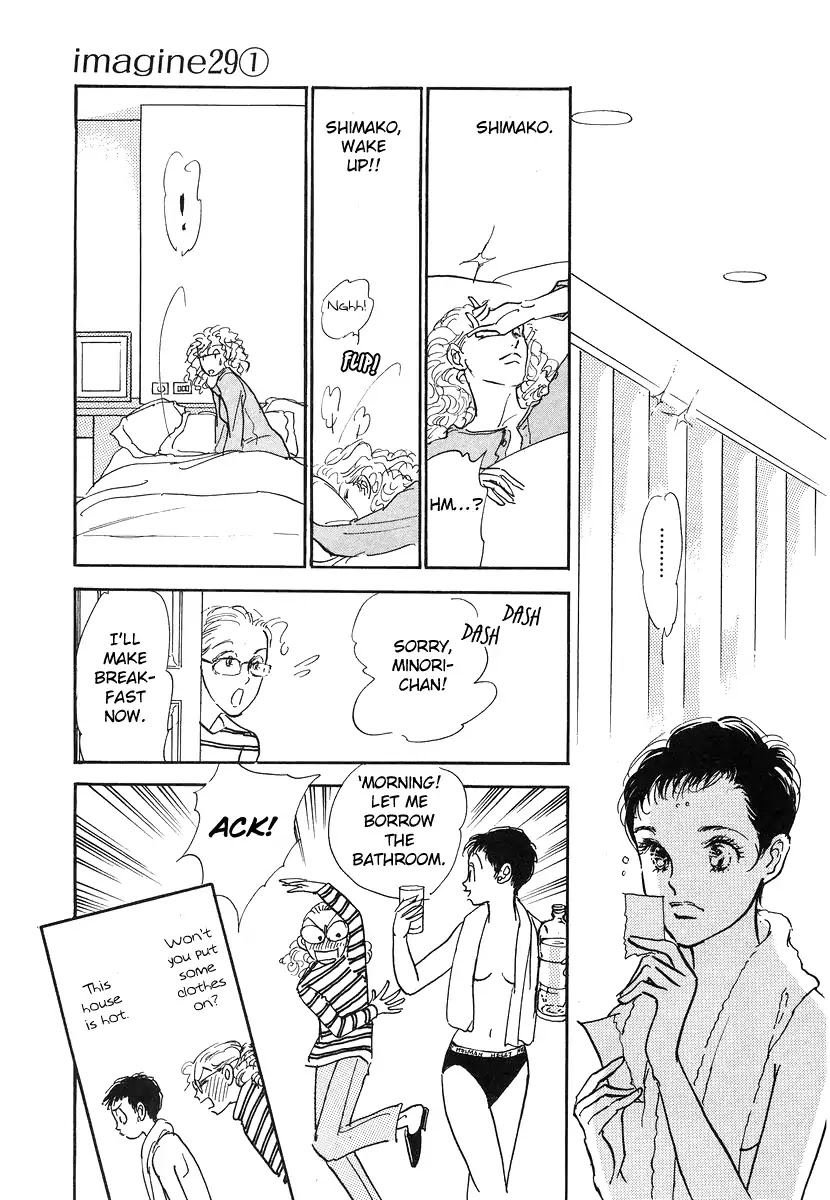 imagine29①
SHIMAKO.
HM...?
SHIMAKO,
WAKE
UP!!
Nghh!
FLIP!
!
.........
DASH
DASH
SORRY,
MINORI-
CHAN!
I'LL
MAKE
BREAK-
FAST
NOW.
'MORNING!
LET ME
BORROW
THE
BATHROOM.
ACK!
Won't
you put
some
clothes
on?
This
house
is hot.